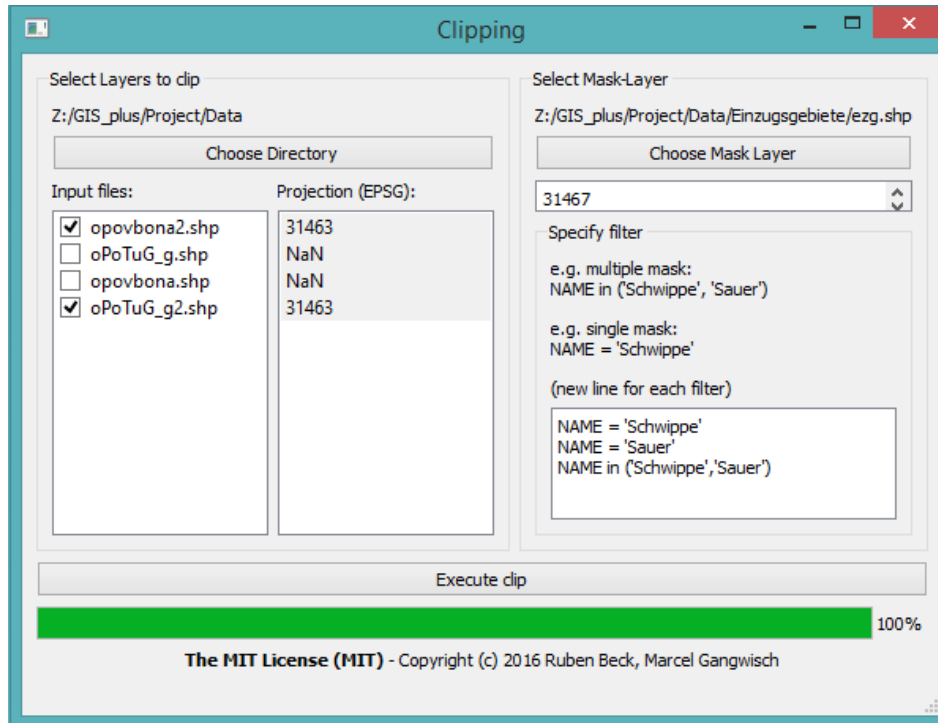 Clipping
Select Layers to clip
Z:/GIS_plus/Project/Data
Choose Directory
Input files:
Projection (EPSG):
opovbona2.shp
31463
oPoTuG_g.shp
NaN
opovbona.shp
NaN
oPoTuG_g2.shp
31463
Select Mask-Layer
Z:/GIS_plus/Project/Data/Einzugsgebiete/ezg.shp
Choose Mask Layer
31467
Specify filter
e.g. multiple mask:
NAME in ('Schwippe', 'Sauer')
e.g. single mask:
NAME = 'Schwippe'
(new line for each filter)
NAME = 'Schwippe'
NAME = 'Sauer'
NAME in ('Schwippe','Sauer')
Execute clip
100%
The MIT License (MIT) - Copyright (c) 2016 Ruben Beck, Marcel Gangwisch